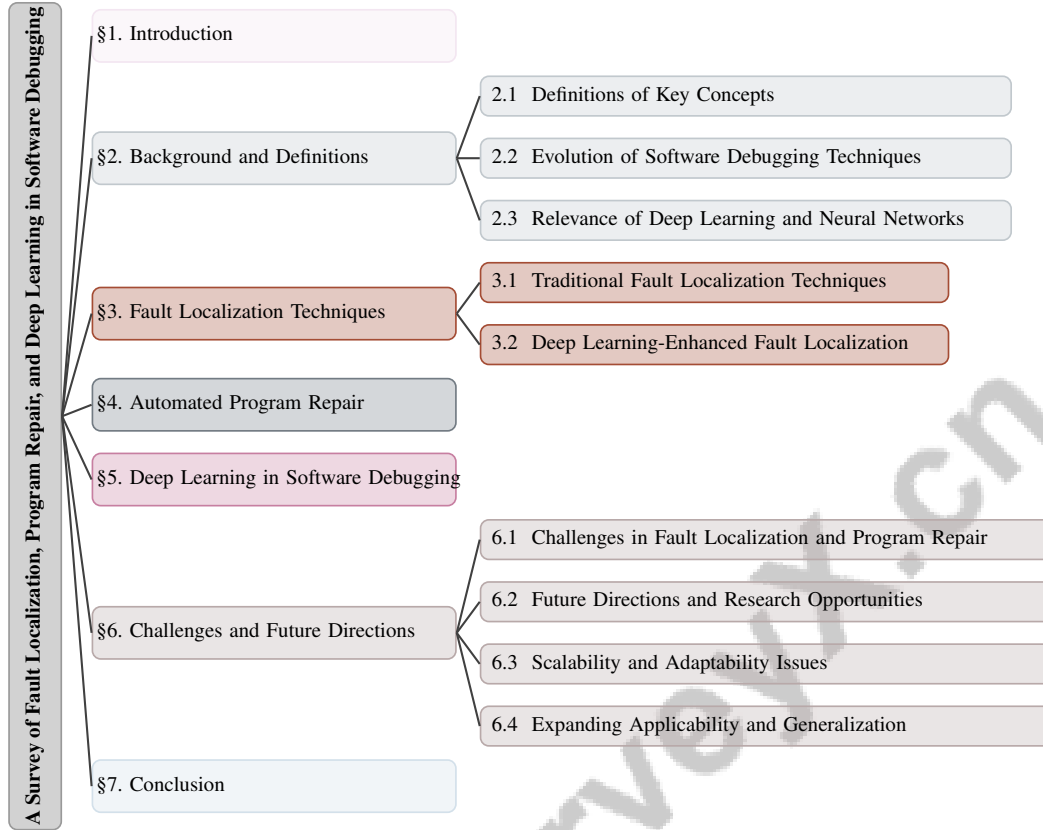 A Survey of Fault Localization, Program Repair, and Deep Learning in Software Debugging
§1. Introduction
§2. Background and Definitions
2.1 Definitions of Key Concepts
2.2 Evolution of Software Debugging Techniques
2.3 Relevance of Deep Learning and Neural Networks
§3. Fault Localization Techniques
3.1 Traditional Fault Localization Techniques
3.2 Deep Learning-Enhanced Fault Localization
§4. Automated Program Repair
§5. Deep Learning in Software Debugging
§6. Challenges and Future Directions
6.1 Challenges in Fault Localization and Program Repair
6.2 Future Directions and Research Opportunities
6.3 Scalability and Adaptability Issues
6.4 Expanding Applicability and Generalization
§7. Conclusion
rveyx.cn